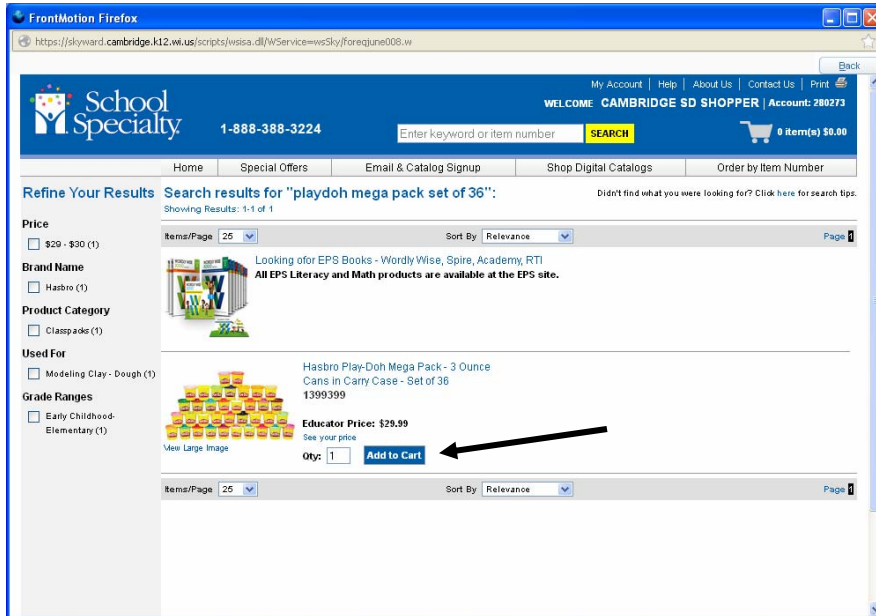 FrontMotion Firefox
https://skyward.cambridge.k12.wi.us/scripts/wsisa.dll/WService=wsSky/foreqjune008.w
Back
My Account | Help | About Us | Contact Us | Print
School
Specialty.
1-888-388-3224
WELCOME CAMBRIDGE SD SHOPPER | Account: 280273
Enter keyword or item number
SEARCH
0 item(s) $0.00
Home
Special Offers
Email & Catalog Signup
Shop Digital Catalogs
Order by Item Number
Refine Your Results
Price
$29 - $30 (1)
Brand Name
Hasbro (1)
Product Category
Classpacks (1)
Used For
Modeling Clay - Dough (1)
Grade Ranges
Early Childhood-
Elementary (1)
Search results for "playdoh mega pack set of 36":
Didn't find what you were looking for? Click here for search tips.
Showing Results: 1-1 of 1
Items/Page 25
Sort By Relevance
Page 1
Looking ofor EPS Books - Wordly Wise, Spire, Academy, RTI
All EPS Literacy and Math products are available at the EPS site.
Hasbro Play-Doh Mega Pack - 3 Ounce
Cans in Carry Case - Set of 36
1399399
Educator Price: $29.99
See your price
View Large Image
Qty: 1
Add to Cart
Items/Page 25
Sort By Relevance
Page 1